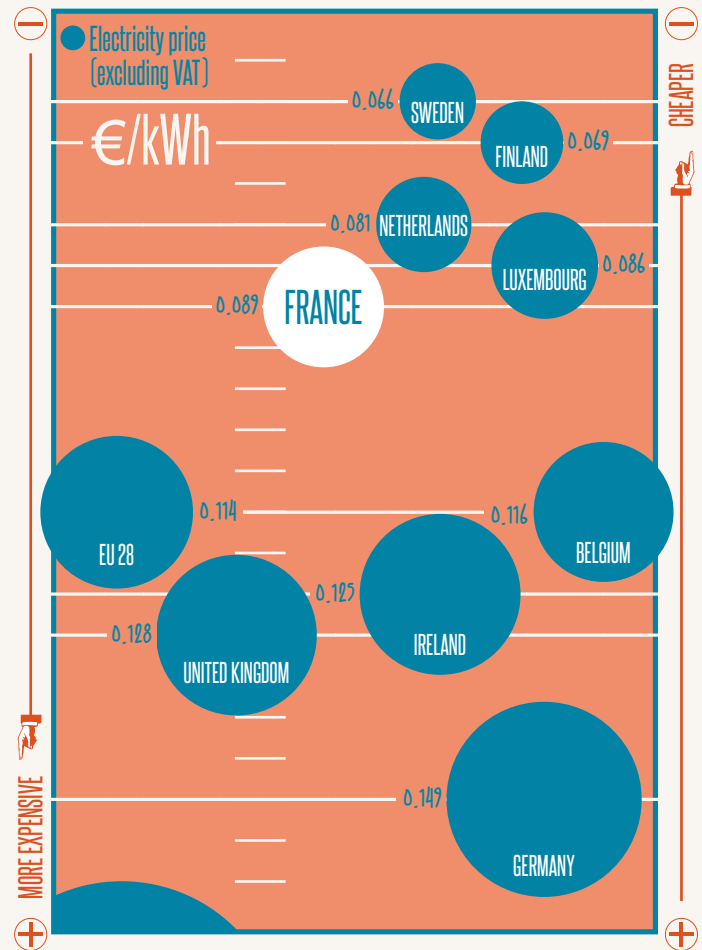 Electricity price
(excluding VAT)
€/kWh
CHEAPER
0.066
SWEDEN
FINLAND
0.069
0.081
NETHERLANDS
LUXEMBOURG
0.086
0.089
FRANCE
EU 28
0.114
0.116
BELGIUM
0.125
IRELAND
0.128
UNITED KINGDOM
MORE EXPENSIVE
0.149
GERMANY